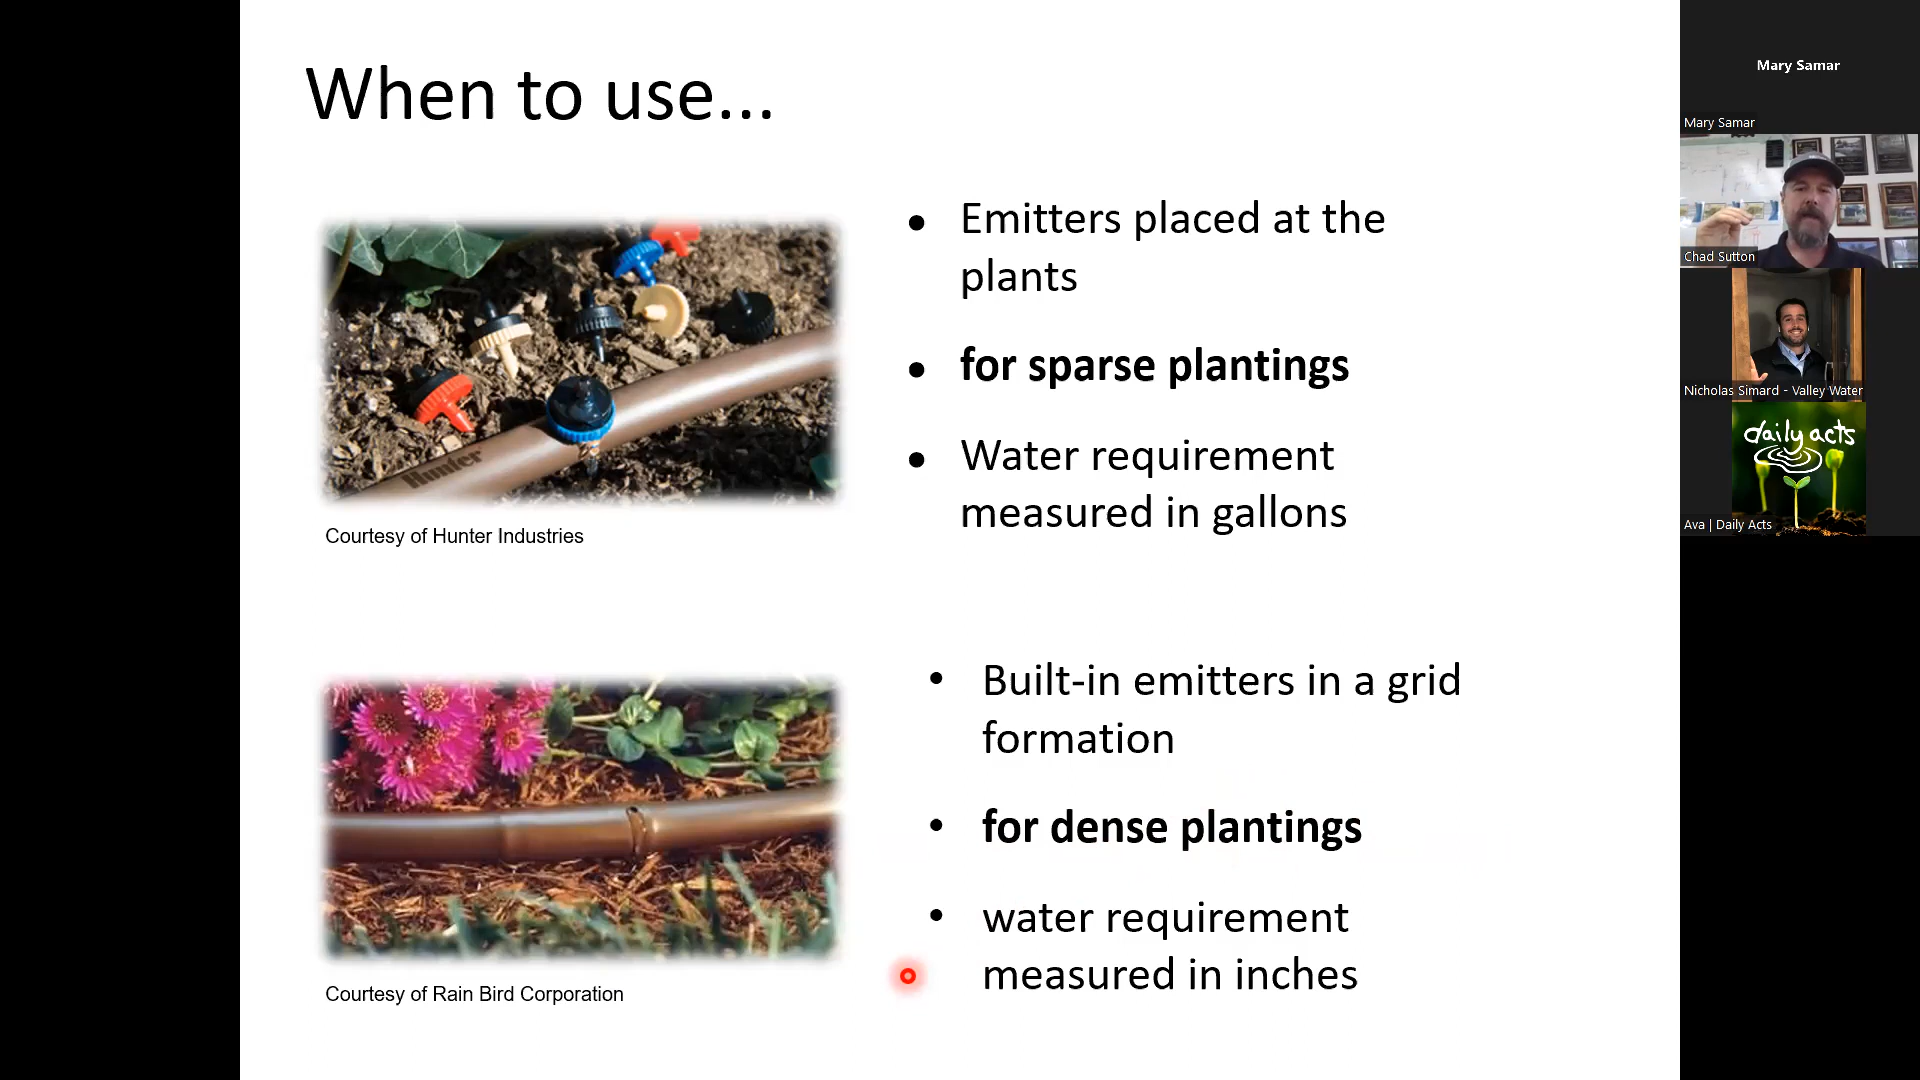 When to use...
Emitters placed at the
plants
for sparse plantings
Water requirement
measured in gallons
Hunter
Courtesy of Hunter Industries
Built-in emitters in a grid
formation
for dense plantings
water requirement
measured in inches
Courtesy of Rain Bird Corporation
Mary Samar
Mary Samar
Chad Sutton
Nicholas Simard - Valley Water
daily acts
Ava | Daily Acts